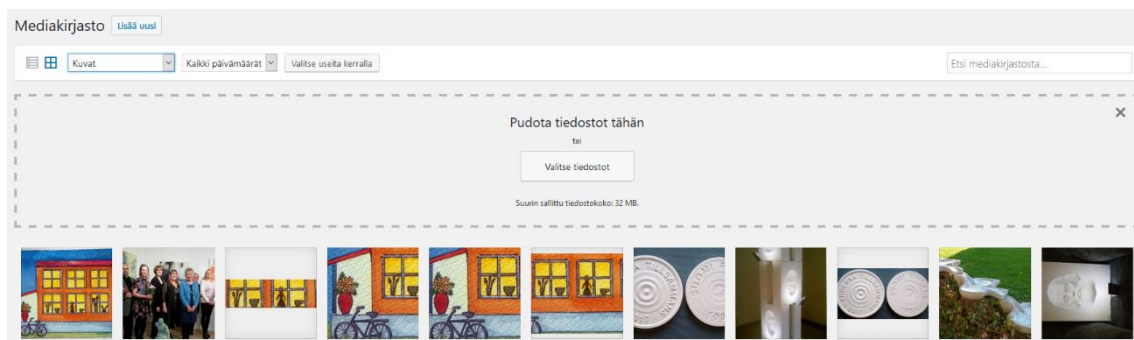 Mediakirjasto Lisää uusi
Kuvat Kaikki päivämäärät Valitse useita kerralla Etsi mediakirjastosta...
Pudota tiedostot tähän
tai
Valitse tiedostot
Suurin sallittu tiedostokoko: 32 MB.